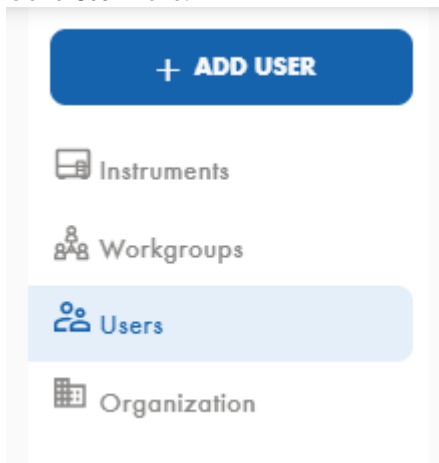 + ADD USER
Instruments
Workgroups
Users
Organization